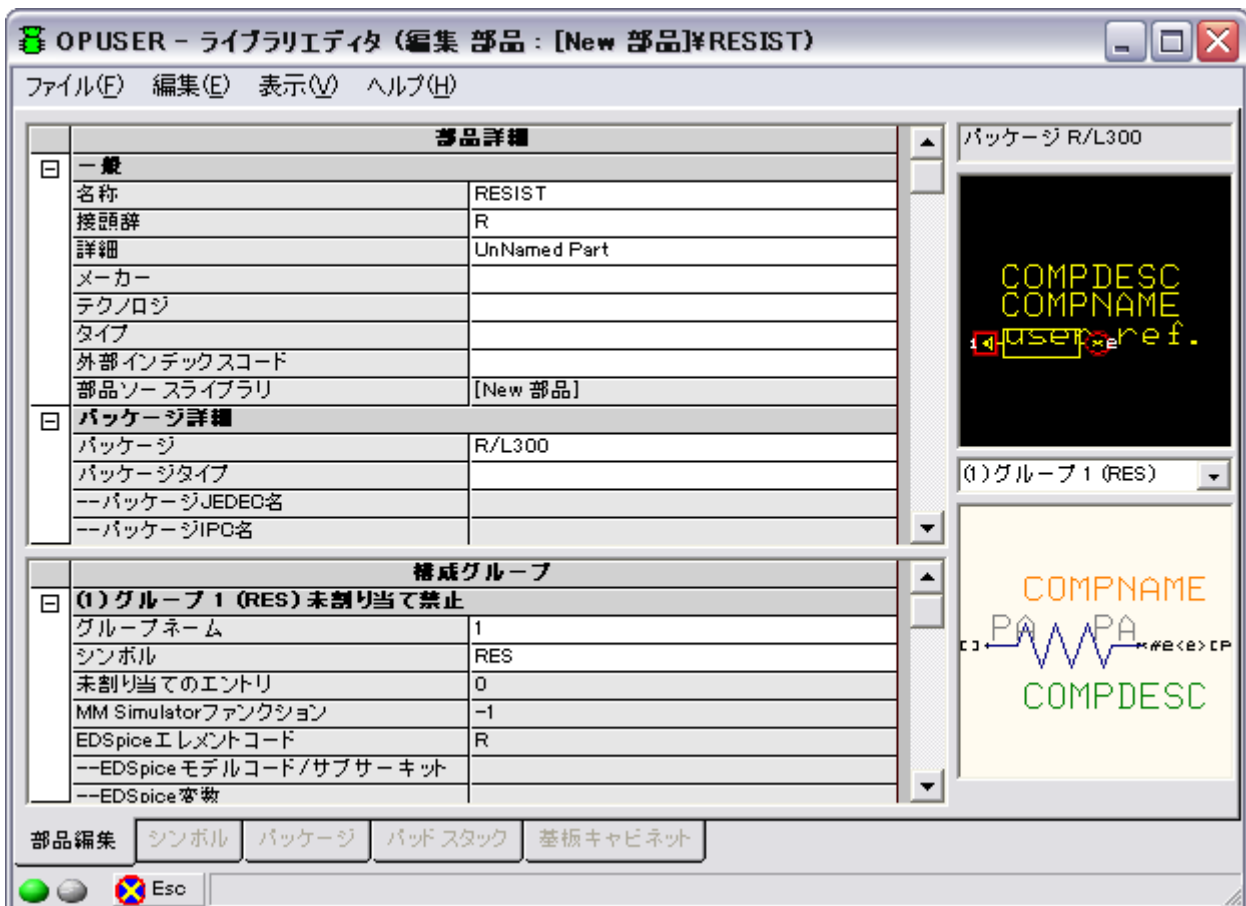 OPUSER - ライブラリエディタ (編集 部品 : [New 部品]¥RESIST)
ファイル(F) 編集(E) 表示(V) ヘルプ(H)
部品詳細
一般
名称 RESIST
接頭辞 R
詳細 UnNamed Part
メーカー
テクノロジ
タイプ
外部インデックスコード
部品ソースライブラリ [New 部品]
パッケージ詳細
パッケージ R/L300
パッケージタイプ
--パッケージJEDEC名
--パッケージIPC名
パッケージ R/L300
COMPDESC
COMPNAME
user ref.
(1)グループ 1 (RES)
構成グループ
(1) グループ 1 (RES) 未割り当て禁止
グループネーム 1
シンボル RES
未割り当てのエントリ 0
MM Simulatorファンクション -1
EDSpiceエレメントコード R
--EDSpiceモデルコード/サブサーキット
--EDSpice変数
COMPNAME
PA PA
COMPDESC
部品編集 シンボル パッケージ パッド スタック 基板キャビネット
Esc